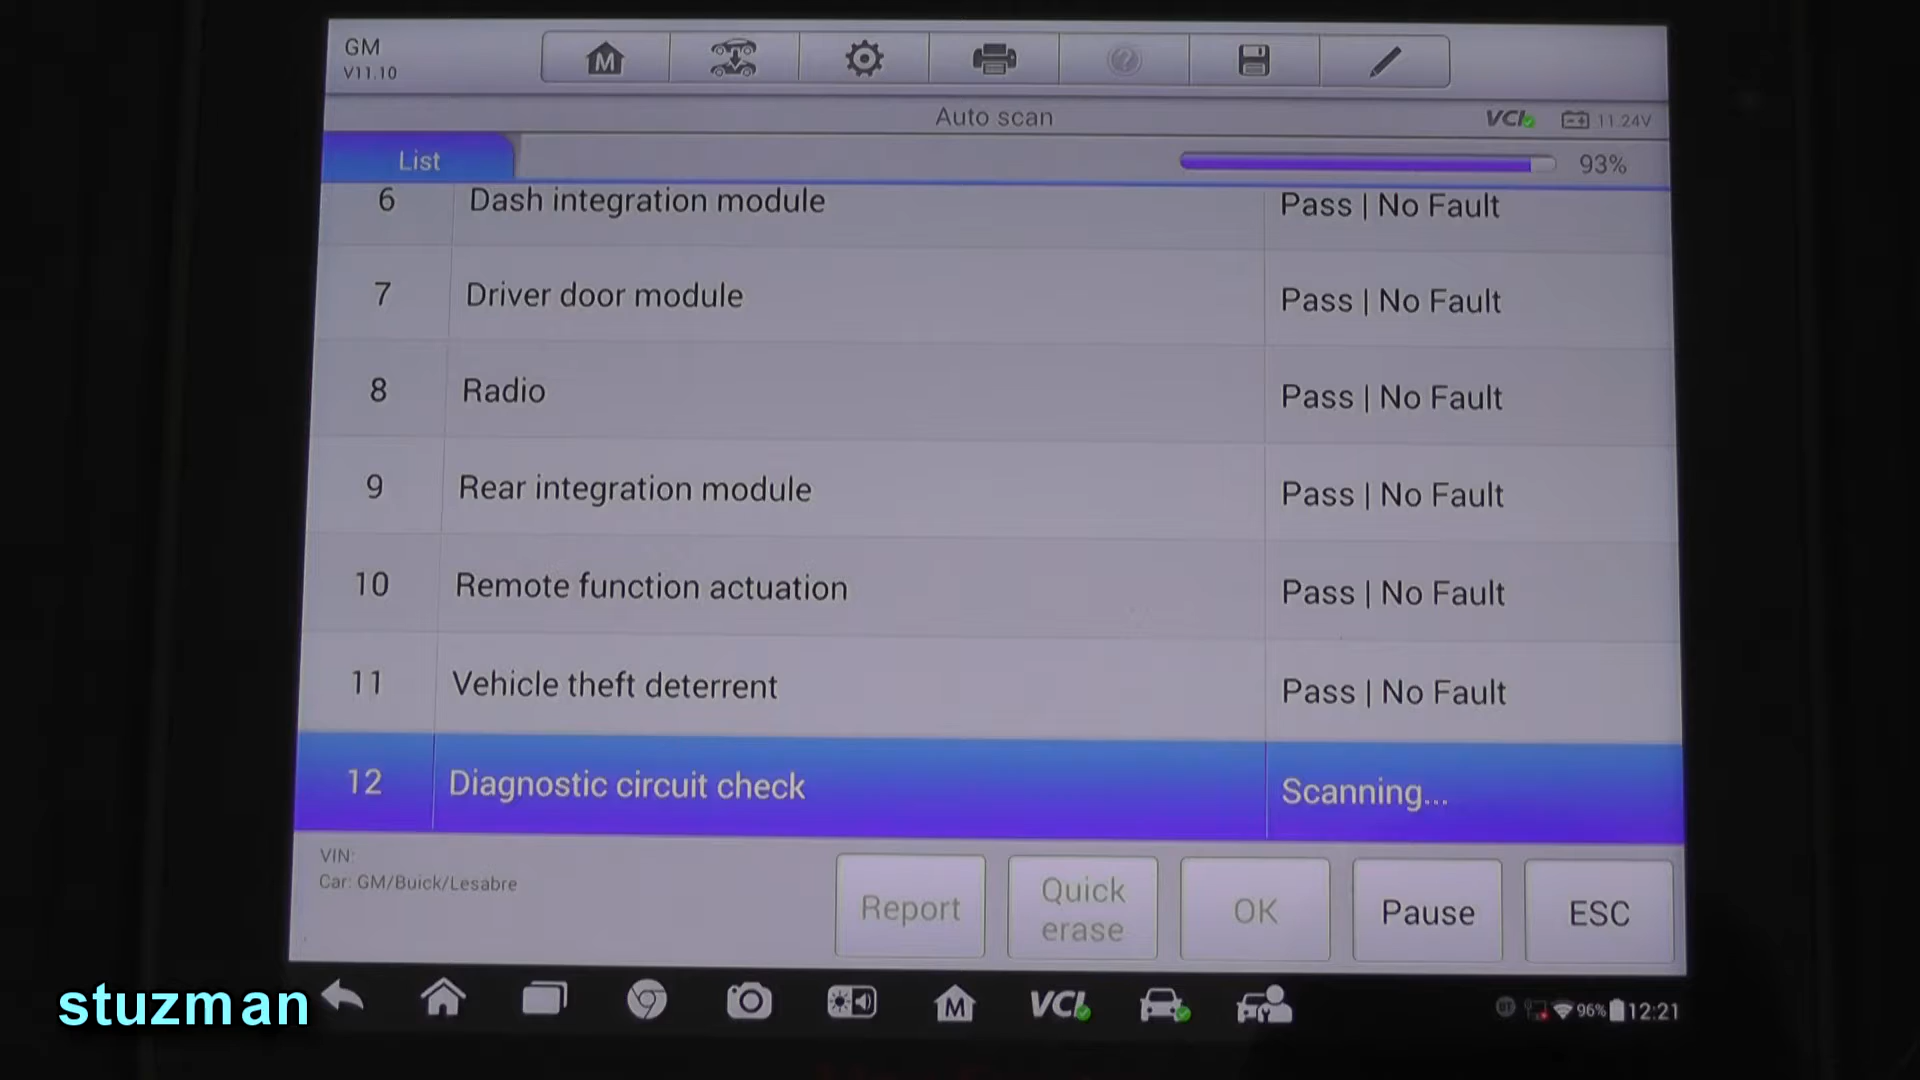 GM
V11.10
M
Auto scan
VCI
11.24V
List
93%
6 Dash integration module Pass | No Fault
7 Driver door module Pass | No Fault
8 Radio Pass | No Fault
9 Rear integration module Pass | No Fault
10 Remote function actuation Pass | No Fault
11 Vehicle theft deterrent Pass | No Fault
12 Diagnostic circuit check Scanning...
VIN:
Car: GM/Buick/Lesabre
Report
Quick
erase
OK
Pause
ESC
stuzman
M
VCI
96%
12:21